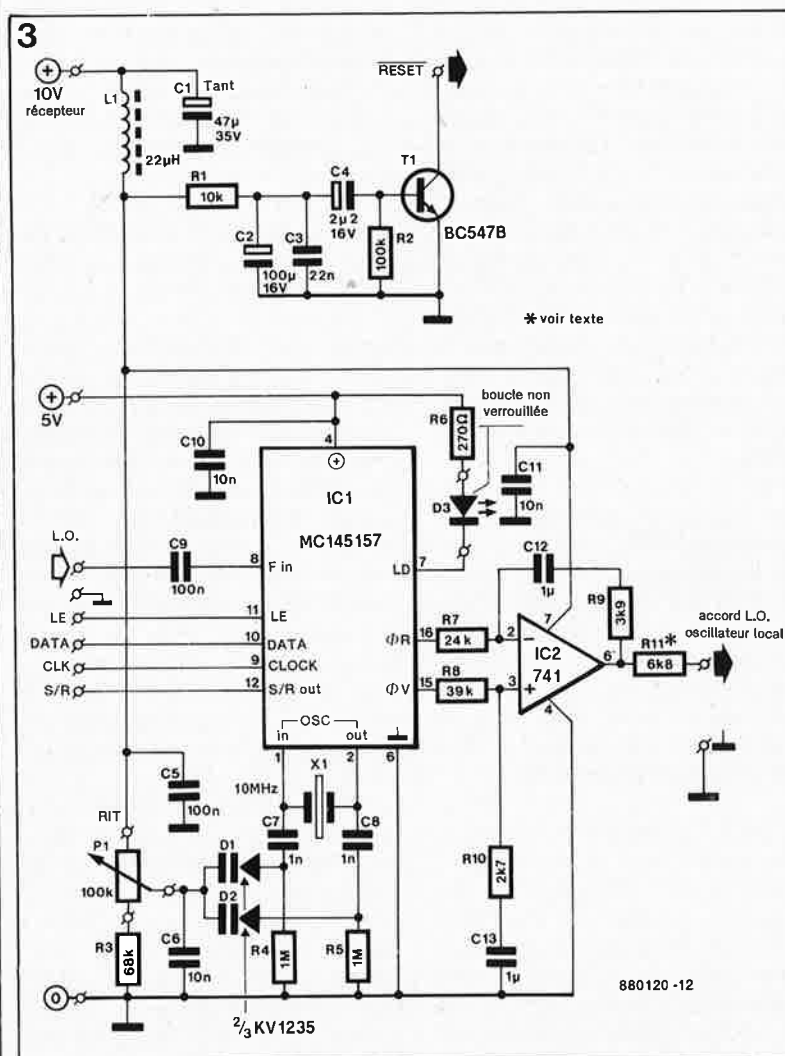 3
10V
récepteur
L1
22µH
C1 Tant
47µ
35V
RESET
R1
10k
C2
100µ
16V
C3
22n
C4
2µ2
16V
R2
100k
T1
BC547B
* voir texte
5V
C10
10n
4
IC1
MC145157
R6
270Ω
boucle non
verrouillée
D3
C11
10n
L.O.
C9
100n
8
F in
LD
7
LE
11
LE
DATA
10
DATA
CLK
9
CLOCK
S/R
12
S/R out
ΦR
16
R7
24k
ΦV
15
R8
39k
C12
1µ
R9
3k9
2
3
7
6
4
IC2
741
R11*
6k8
accord L.O.
oscillateur local
OSC
in
out
1
2
6
10MHz
X1
C7
1n
C8
1n
C5
100n
RIT
P1
100k
R3
68k
C6
10n
D1
D2
R4
1M
R5
1M
R10
2k7
C13
1µ
0
2/3 KV1235
880120 -12